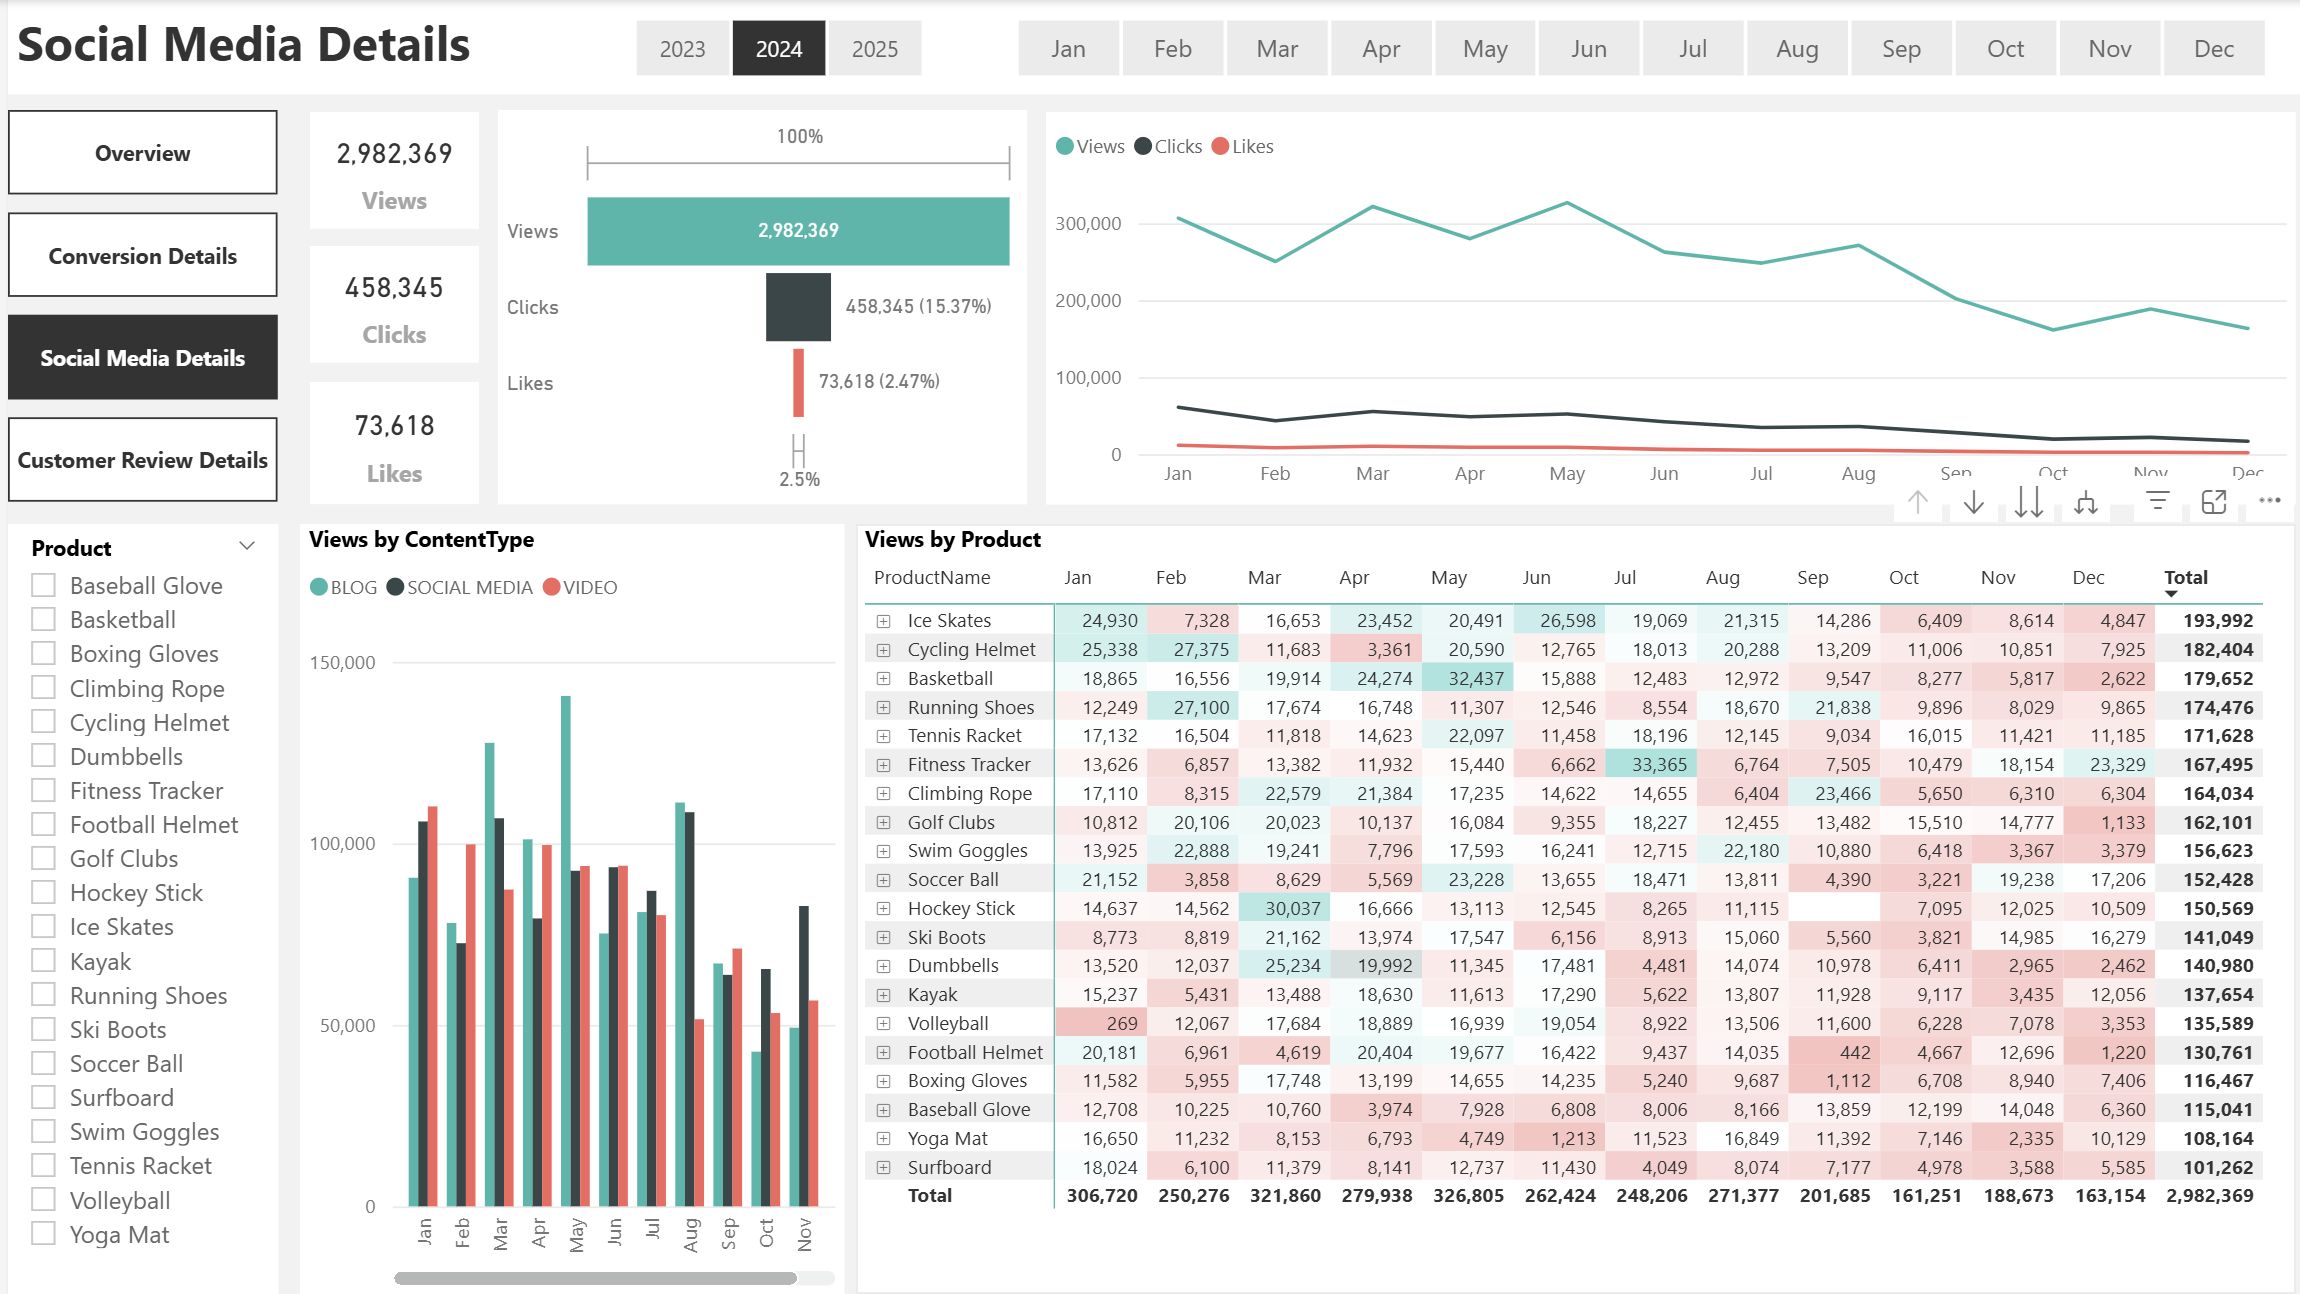 Social Media Details
2023 2024 2025
Jan Feb Mar Apr May Jun Jul Aug Sep Oct Nov Dec
Overview
Conversion Details
Social Media Details
Customer Review Details
2,982,369
Views
458,345
Clicks
73,618
Likes
100%
Views 2,982,369
Clicks 458,345 (15.37%)
Likes 73,618 (2.47%)
2.5%
Views Clicks Likes
300,000
200,000
100,000
0
Jan Feb Mar Apr May Jun Jul Aug Sep Oct Nov Dec
Product
Baseball Glove
Basketball
Boxing Gloves
Climbing Rope
Cycling Helmet
Dumbbells
Fitness Tracker
Football Helmet
Golf Clubs
Hockey Stick
Ice Skates
Kayak
Running Shoes
Ski Boots
Soccer Ball
Surfboard
Swim Goggles
Tennis Racket
Volleyball
Yoga Mat
Views by ContentType
BLOG SOCIAL MEDIA VIDEO
150,000
100,000
50,000
0
Jan Feb Mar Apr May Jun Jul Aug Sep Oct Nov
Views by Product
ProductName Jan Feb Mar Apr May Jun Jul Aug Sep Oct Nov Dec Total
Ice Skates 24,930 7,328 16,653 23,452 20,491 26,598 19,069 21,315 14,286 6,409 8,614 4,847 193,992
Cycling Helmet 25,338 27,375 11,683 3,361 20,590 12,765 18,013 20,288 13,209 11,006 10,851 7,925 182,404
Basketball 18,865 16,556 19,914 24,274 32,437 15,888 12,483 12,972 9,547 8,277 5,817 2,622 179,652
Running Shoes 12,249 27,100 17,674 16,748 11,307 12,546 8,554 18,670 21,838 9,896 8,029 9,865 174,476
Tennis Racket 17,132 16,504 11,818 14,623 22,097 11,458 18,196 12,145 9,034 16,015 11,421 11,185 171,628
Fitness Tracker 13,626 6,857 13,382 11,932 15,440 6,662 33,365 6,764 7,505 10,479 18,154 23,329 167,495
Climbing Rope 17,110 8,315 22,579 21,384 17,235 14,622 14,655 6,404 23,466 5,650 6,310 6,304 164,034
Golf Clubs 10,812 20,106 20,023 10,137 16,084 9,355 18,227 12,455 13,482 15,510 14,777 1,133 162,101
Swim Goggles 13,925 22,888 19,241 7,796 17,593 16,241 12,715 22,180 10,880 6,418 3,367 3,379 156,623
Soccer Ball 21,152 3,858 8,629 5,569 23,228 13,655 18,471 13,811 4,390 3,221 19,238 17,206 152,428
Hockey Stick 14,637 14,562 30,037 16,666 13,113 12,545 8,265 11,115 7,095 12,025 10,509 150,569
Ski Boots 8,773 8,819 21,162 13,974 17,547 6,156 8,913 15,060 5,560 3,821 14,985 16,279 141,049
Dumbbells 13,520 12,037 25,234 19,992 11,345 17,481 4,481 14,074 10,978 6,411 2,965 2,462 140,980
Kayak 15,237 5,431 13,488 18,630 11,613 17,290 5,622 13,807 11,928 9,117 3,435 12,056 137,654
Volleyball 269 12,067 17,684 18,889 16,939 19,054 8,922 13,506 11,600 6,228 7,078 3,353 135,589
Football Helmet 20,181 6,961 4,619 20,404 19,677 16,422 9,437 14,035 442 4,667 12,696 1,220 130,761
Boxing Gloves 11,582 5,955 17,748 13,199 14,655 14,235 5,240 9,687 1,112 6,708 8,940 7,406 116,467
Baseball Glove 12,708 10,225 10,760 3,974 7,928 6,808 8,006 8,166 13,859 12,199 14,048 6,360 115,041
Yoga Mat 16,650 11,232 8,153 6,793 4,749 1,213 11,523 16,849 11,392 7,146 2,335 10,129 108,164
Surfboard 18,024 6,100 11,379 8,141 12,737 11,430 4,049 8,074 7,177 4,978 3,588 5,585 101,262
Total 306,720 250,276 321,860 279,938 326,805 262,424 248,206 271,377 201,685 161,251 188,673 163,154 2,982,369